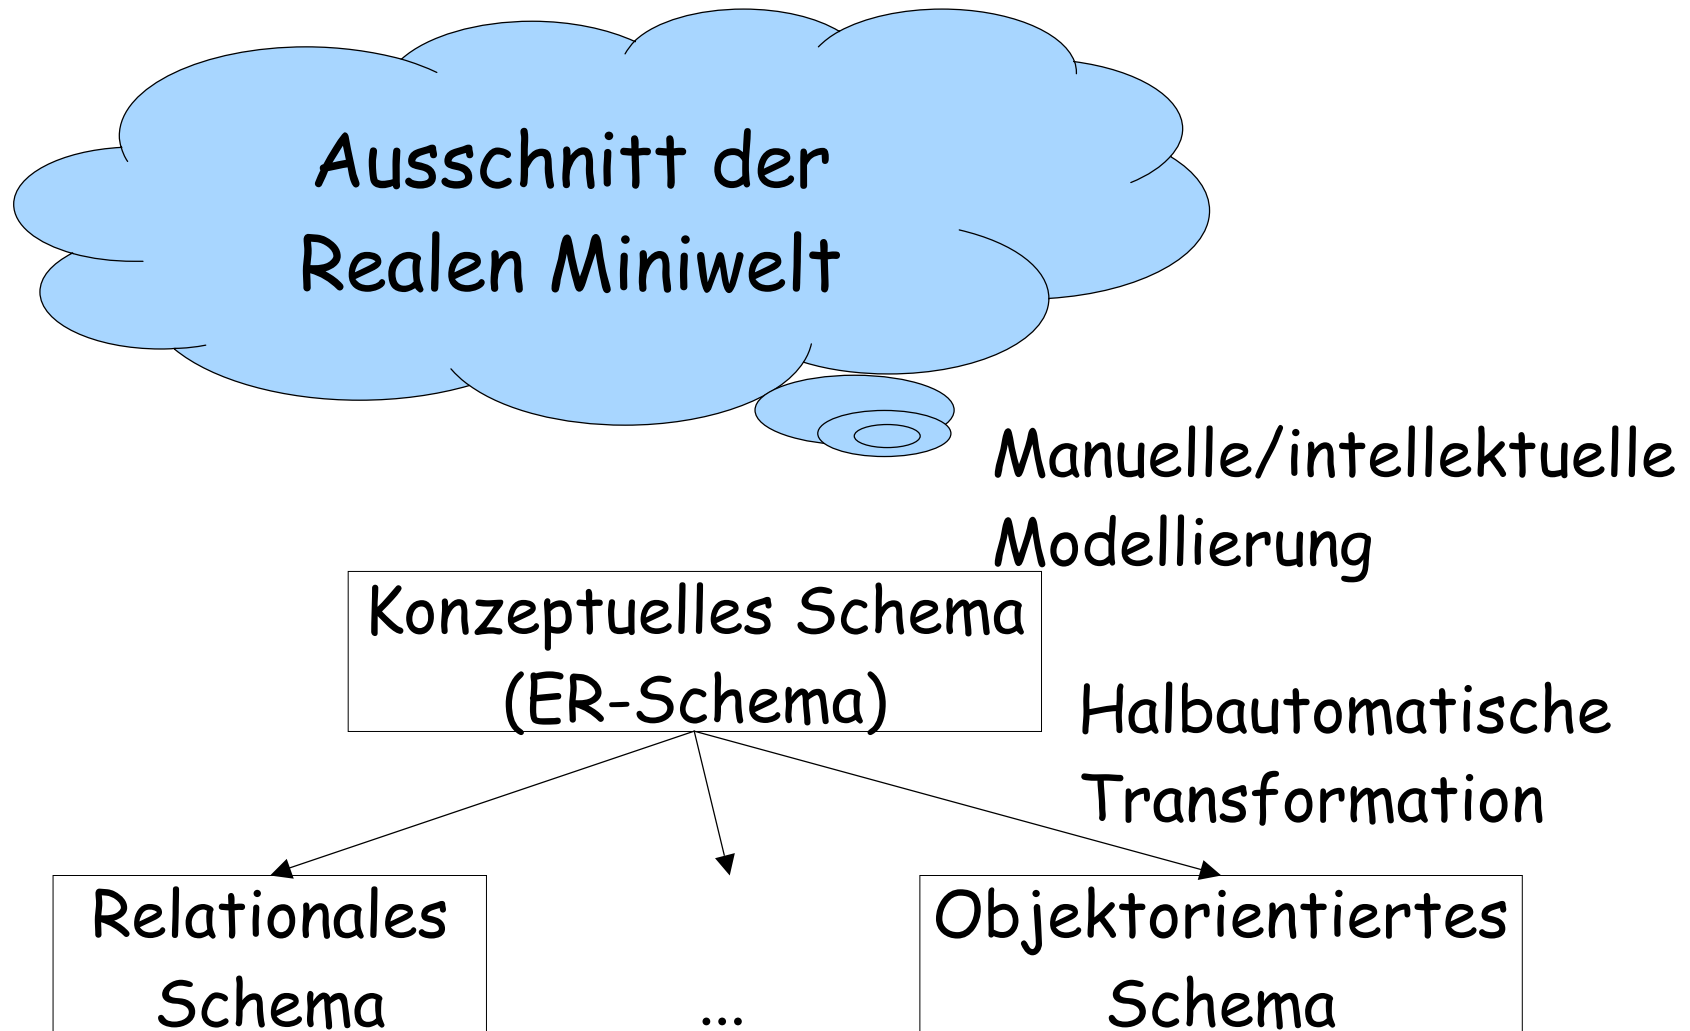 Ausschnitt der
Realen Miniwelt
Manuelle/intellektuelle
Modellierung
Konzeptuelles Schema
(ER-Schema)
Halbautomatische
Transformation
Relationales
Schema
...
Objektorientiertes
Schema